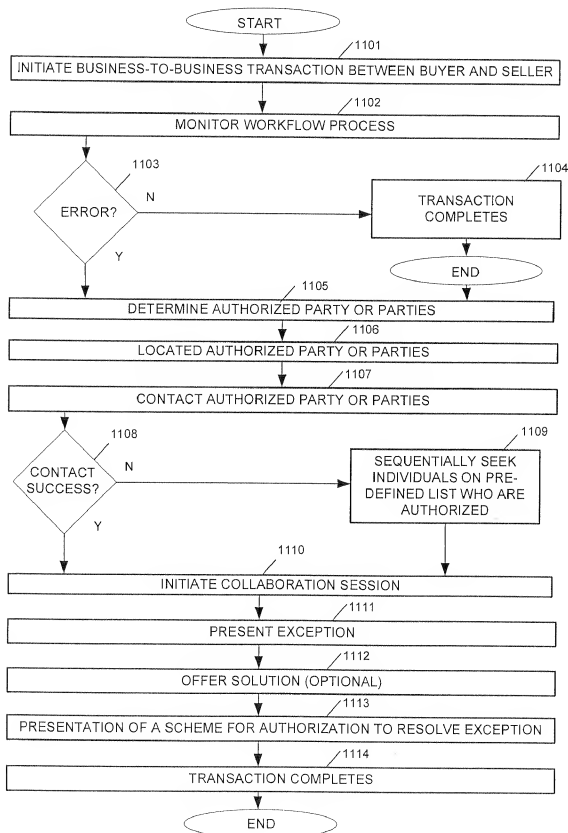 START
1101
INITIATE BUSINESS-TO-BUSINESS TRANSACTION BETWEEN BUYER AND SELLER
1102
MONITOR WORKFLOW PROCESS
1103
ERROR?
N
Y
1104
TRANSACTION
COMPLETES
END
1105
DETERMINE AUTHORIZED PARTY OR PARTIES
1106
LOCATED AUTHORIZED PARTY OR PARTIES
1107
CONTACT AUTHORIZED PARTY OR PARTIES
1108
CONTACT
SUCCESS?
N
Y
1109
SEQUENTIALLY SEEK
INDIVIDUALS ON PRE-
DEFINED LIST WHO ARE
AUTHORIZED
1110
INITIATE COLLABORATION SESSION
1111
PRESENT EXCEPTION
1112
OFFER SOLUTION (OPTIONAL)
1113
PRESENTATION OF A SCHEME FOR AUTHORIZATION TO RESOLVE EXCEPTION
1114
TRANSACTION COMPLETES
END